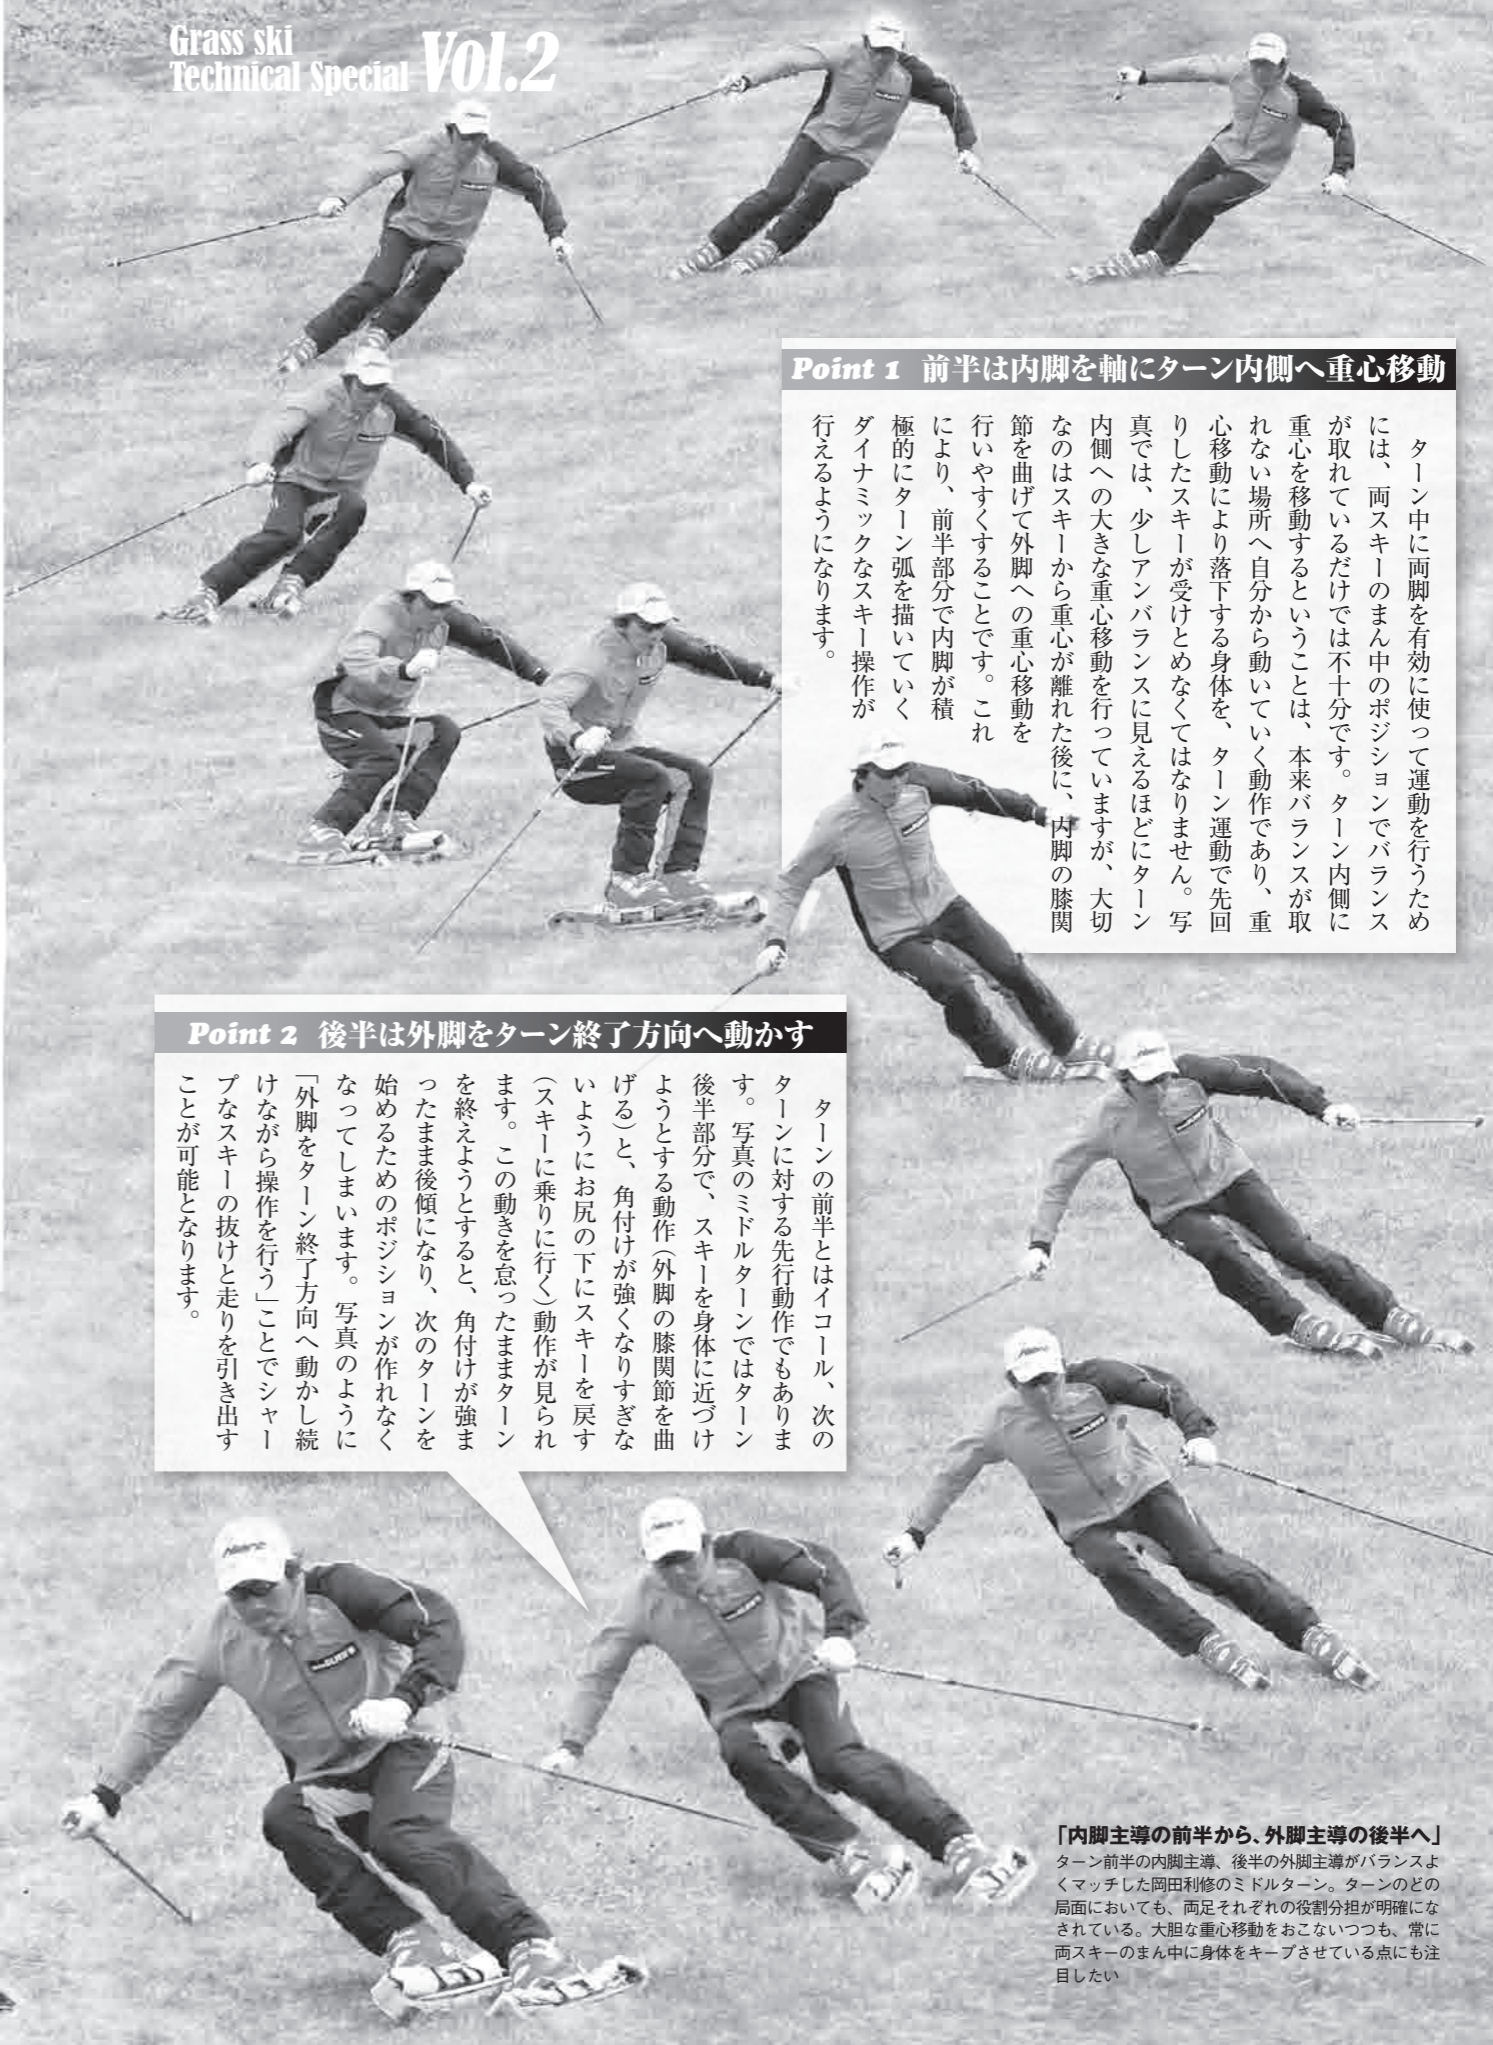 Grass ski
Technical Special Vol.2
Point 1 前半は内脚を軸にターン内側へ重心移動
ターン中に両脚を有効に使って運動を行うため
には、両スキーのまん中のポジションでバランス
が取れているだけでは不十分です。ターン内側に
重心を移動するということは、本来バランスが取
れない場所へ自分から動いていく動作であり、重
心移動により落下する身体を、ターン運動で先回
りしたスキーが受けとめなくてはなりません。写
真では、少しアンバランスに見えるほどにターン
内側への大きな重心移動を行っていますが、大切
なのはスキーから重心が離れた後に、内脚の膝関
節を曲げて外脚への重心移動を
行いやすくすることです。これ
により、前半部分で内脚が積
極的にターン弧を描いていく
ダイナミックなスキー操作が
行えるようになります。
Point 2 後半は外脚をターン終了方向へ動かす
ターンの前半とはイコール、次の
ターンに対する先行動作でもありま
す。写真のミドルターンではターン
後半部分で、スキーを身体に近づけ
ようとする動作(外脚の膝関節を曲
げる)と、角付けが強くなりすぎな
いようにお尻の下にスキーを戻す
(スキーに乗りに行く)動作が見られ
ます。この動きを怠ったままターン
を終えようとすると、角付けが強ま
ったまま後傾になり、次のターンを
始めるためのポジションが作れなく
なってしまいます。写真のように
「外脚をターン終了方向へ動かし続
けながら操作を行う」ことでシャー
プなスキーの抜けと走りを引き出す
ことが可能となります。
「内脚主導の前半から、外脚主導の後半へ」
ターン前半の内脚主導、後半の外脚主導がバランスよ
くマッチした岡田利修のミドルターン。ターンのどの
局面においても、両足それぞれの役割分担が明確にな
されている。大胆な重心移動をおこないつつも、常に
両スキーのまん中に身体をキープさせている点にも注
目したい